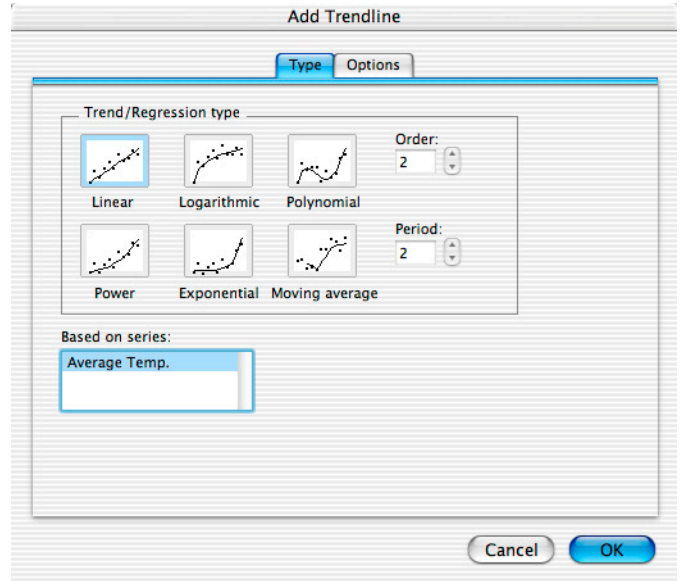 Add Trendline
Type Options
Trend/Regression type
Order:
2
Linear Logarithmic Polynomial
Period:
2
Power Exponential Moving average
Based on series:
Average Temp.
Cancel OK